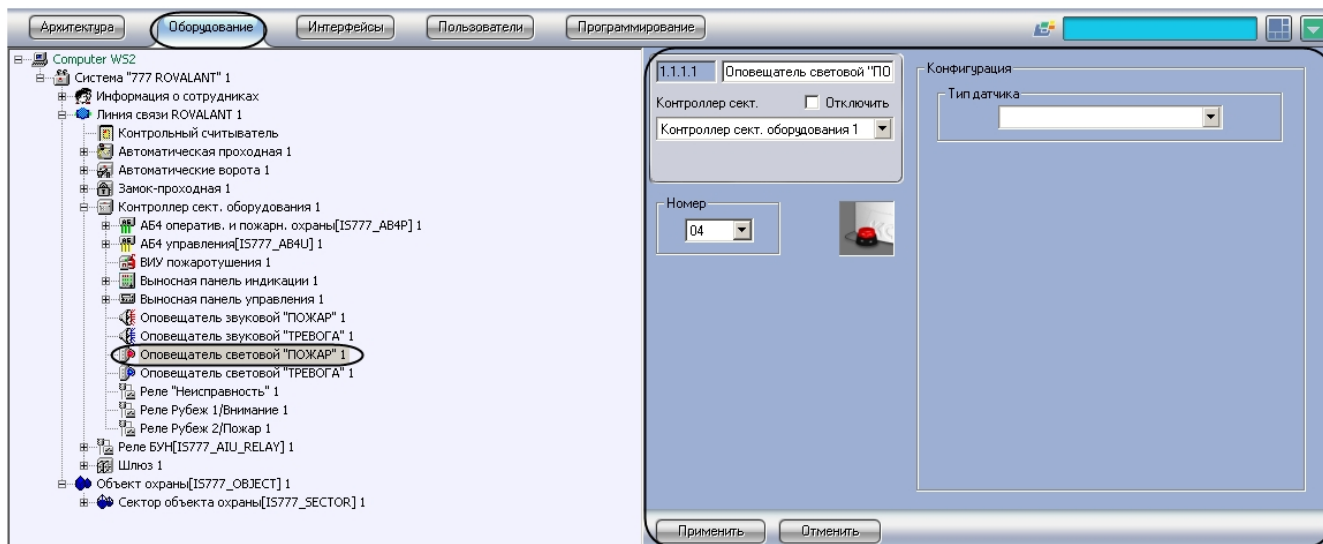 Архитектура
Оборудование
Интерфейсы
Пользователи
Программирование
Computer WS2
Система "777 ROVALANT" 1
Информация о сотрудниках
Линия связи ROVALANT 1
Контрольный считыватель
Автоматическая проходная 1
Автоматические ворота 1
Замок-проходная 1
Контроллер сект. оборудования 1
АБ4 оператив. и пожарн. охраны[IS777_AB4P] 1
АБ4 управления[IS777_AB4U] 1
ВИУ пожаротушения 1
Выносная панель индикации 1
Выносная панель управления 1
Оповещатель звуковой "ПОЖАР" 1
Оповещатель звуковой "ТРЕВОГА" 1
Оповещатель световой "ПОЖАР" 1
Оповещатель световой "ТРЕВОГА" 1
Реле "Неисправность" 1
Реле Рубеж 1/Внимание 1
Реле Рубеж 2/Пожар 1
Реле БУН[IS777_AIU_RELAY] 1
Шлюз 1
Объект охраны[IS777_OBJECT] 1
Сектор объекта охраны[IS777_SECTOR] 1
1.1.1.1 Оповещатель световой "ПО
Контроллер сект. Отключить
Контроллер сект. оборудования 1
Номер
04
Конфигурация
Тип датчика
Применить
Отменить